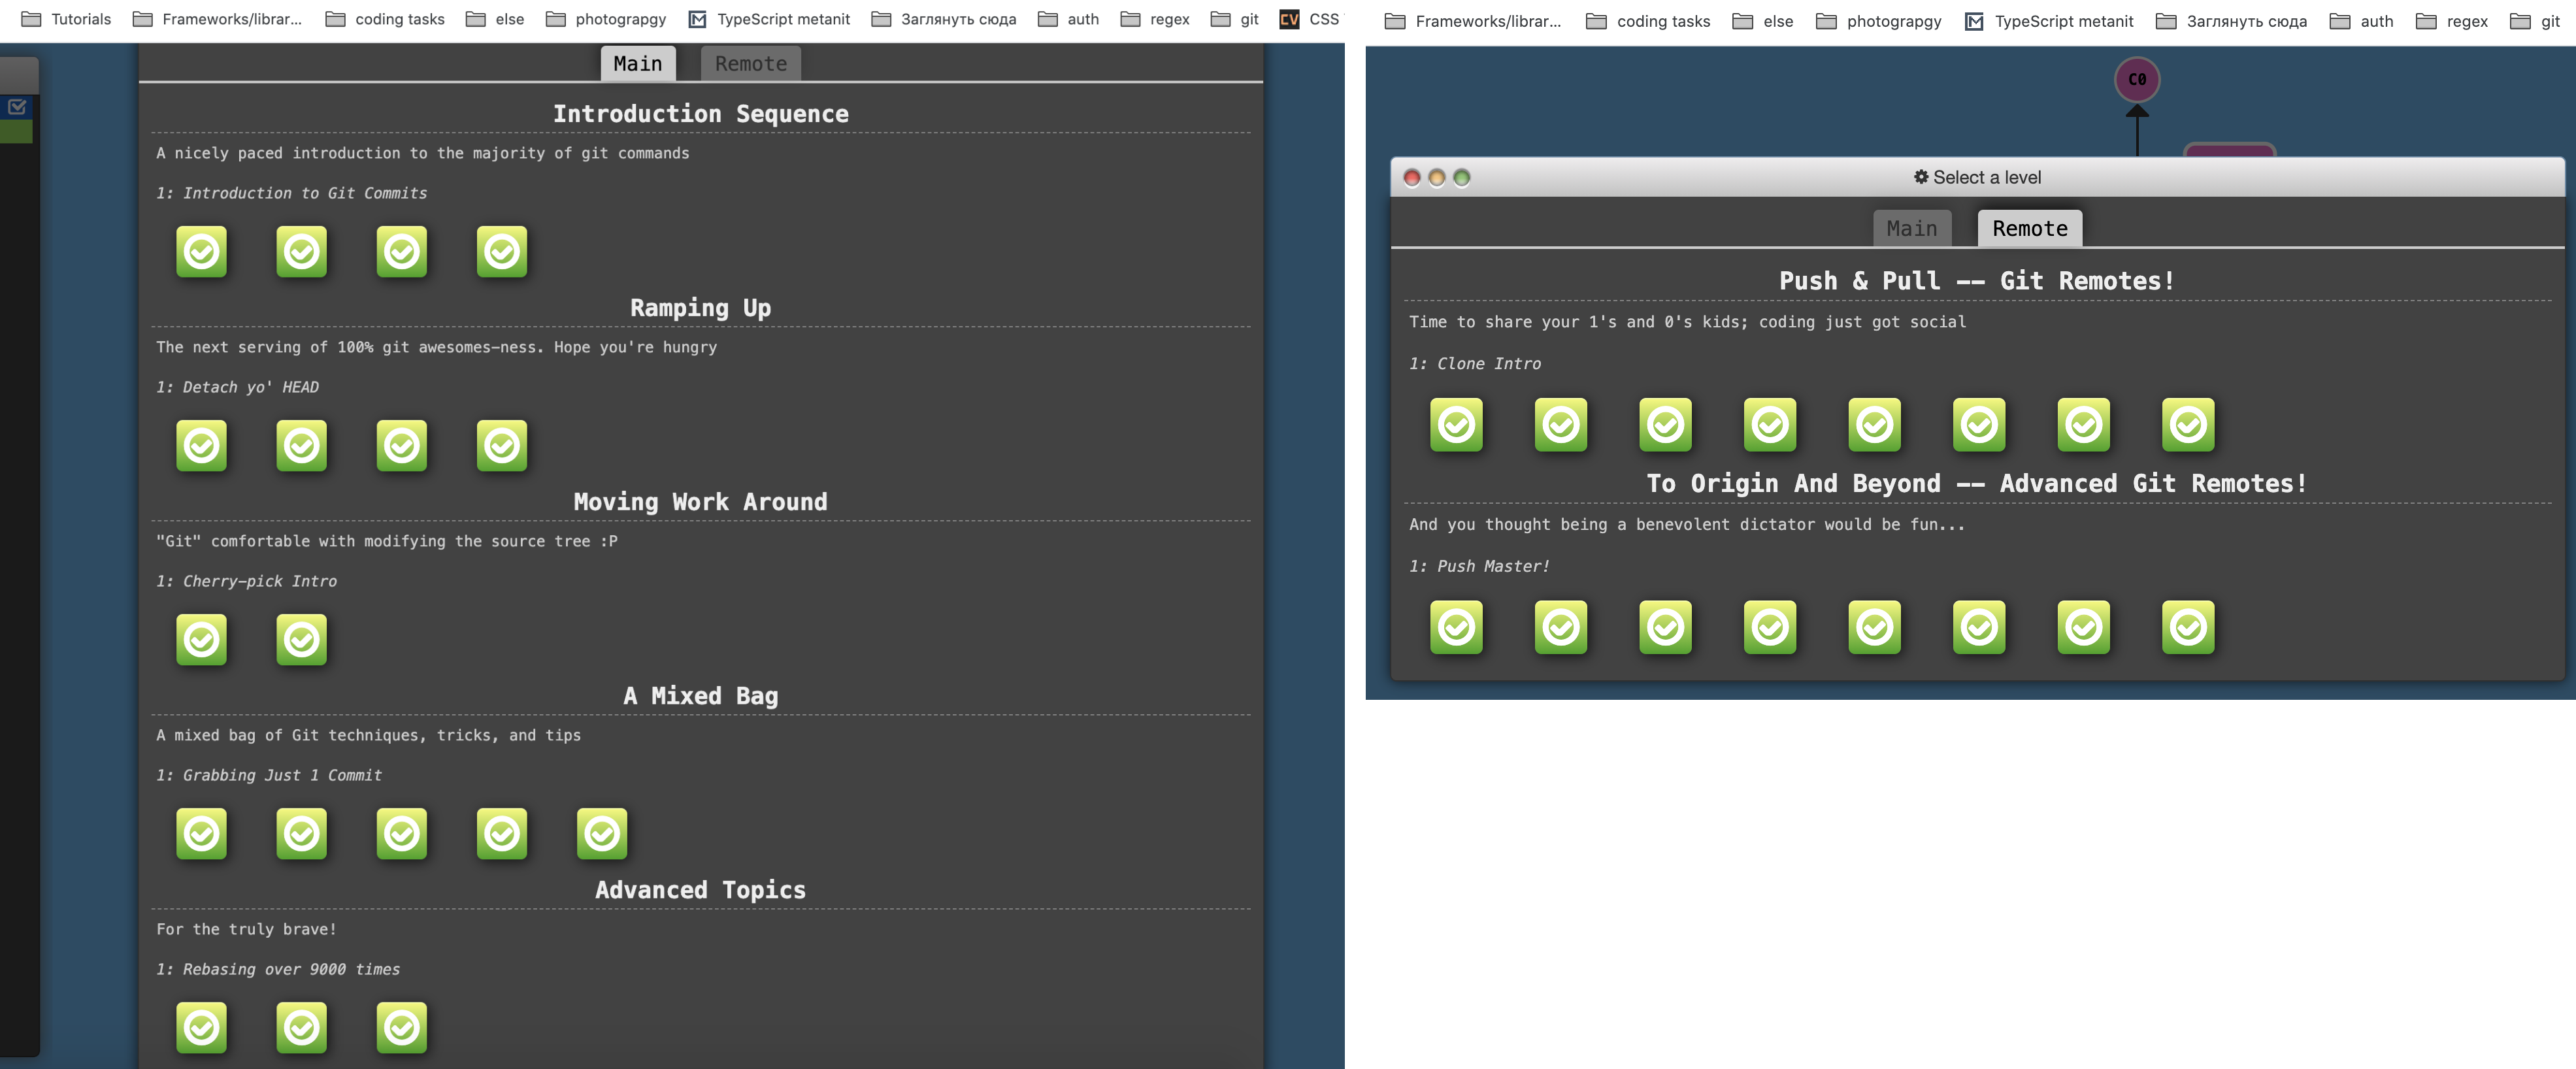 Tutorials Frameworks/librar... coding tasks else photograpgy TypeScript metanit Заглянуть сюда auth regex git CV CSS
Main Remote
Introduction Sequence
A nicely paced introduction to the majority of git commands
1: Introduction to Git Commits
Ramping Up
The next serving of 100% git awesomes-ness. Hope you're hungry
1: Detach yo' HEAD
Moving Work Around
"Git" comfortable with modifying the source tree :P
1: Cherry-pick Intro
A Mixed Bag
A mixed bag of Git techniques, tricks, and tips
1: Grabbing Just 1 Commit
Advanced Topics
For the truly brave!
1: Rebasing over 9000 times
Frameworks/librar... coding tasks else photograpgy TypeScript metanit Заглянуть сюда auth regex git
C0
Select a level
Main Remote
Push & Pull -- Git Remotes!
Time to share your 1's and 0's kids; coding just got social
1: Clone Intro
To Origin And Beyond -- Advanced Git Remotes!
And you thought being a benevolent dictator would be fun...
1: Push Master!